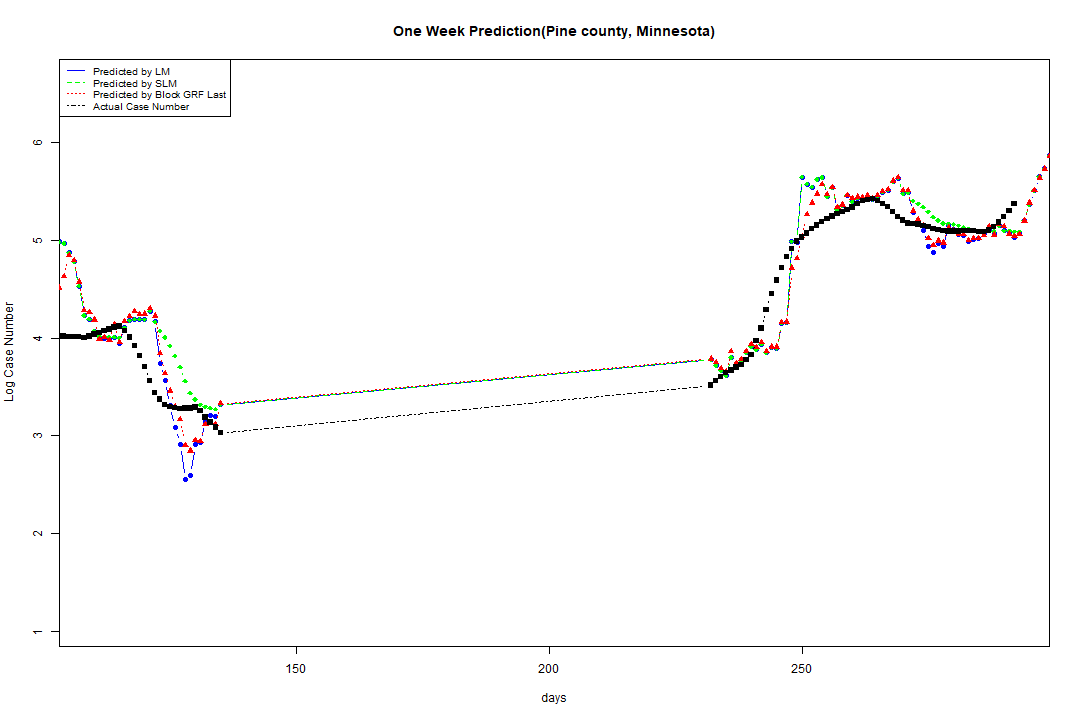 One Week Prediction(Pine county, Minnesota)
Predicted by LM
Predicted by SLM
Predicted by Block GRF Last
Actual Case Number
6
5
4
3
2
1
Log Case Number
150
200
250
days